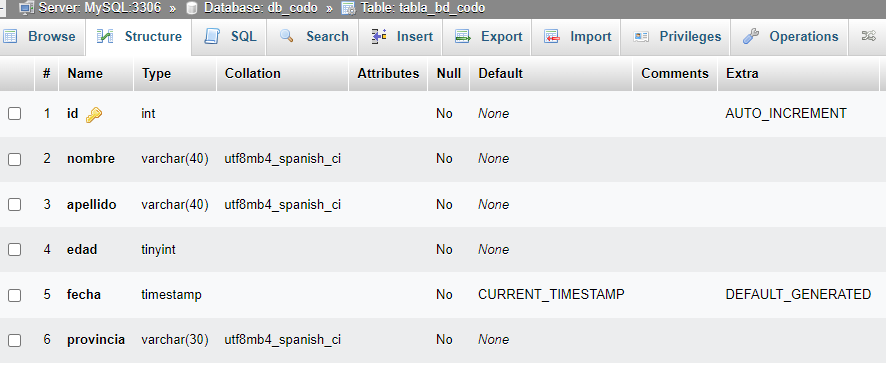 Server: MySQL:3306 » Database: db_codo » Table: tabla_bd_codo
Browse Structure SQL Search Insert Export Import Privileges Operations
# Name Type Collation Attributes Null Default Comments Extra
1 id int No None AUTO_INCREMENT
2 nombre varchar(40) utf8mb4_spanish_ci No None
3 apellido varchar(40) utf8mb4_spanish_ci No None
4 edad tinyint No None
5 fecha timestamp No CURRENT_TIMESTAMP DEFAULT_GENERATED
6 provincia varchar(30) utf8mb4_spanish_ci No None